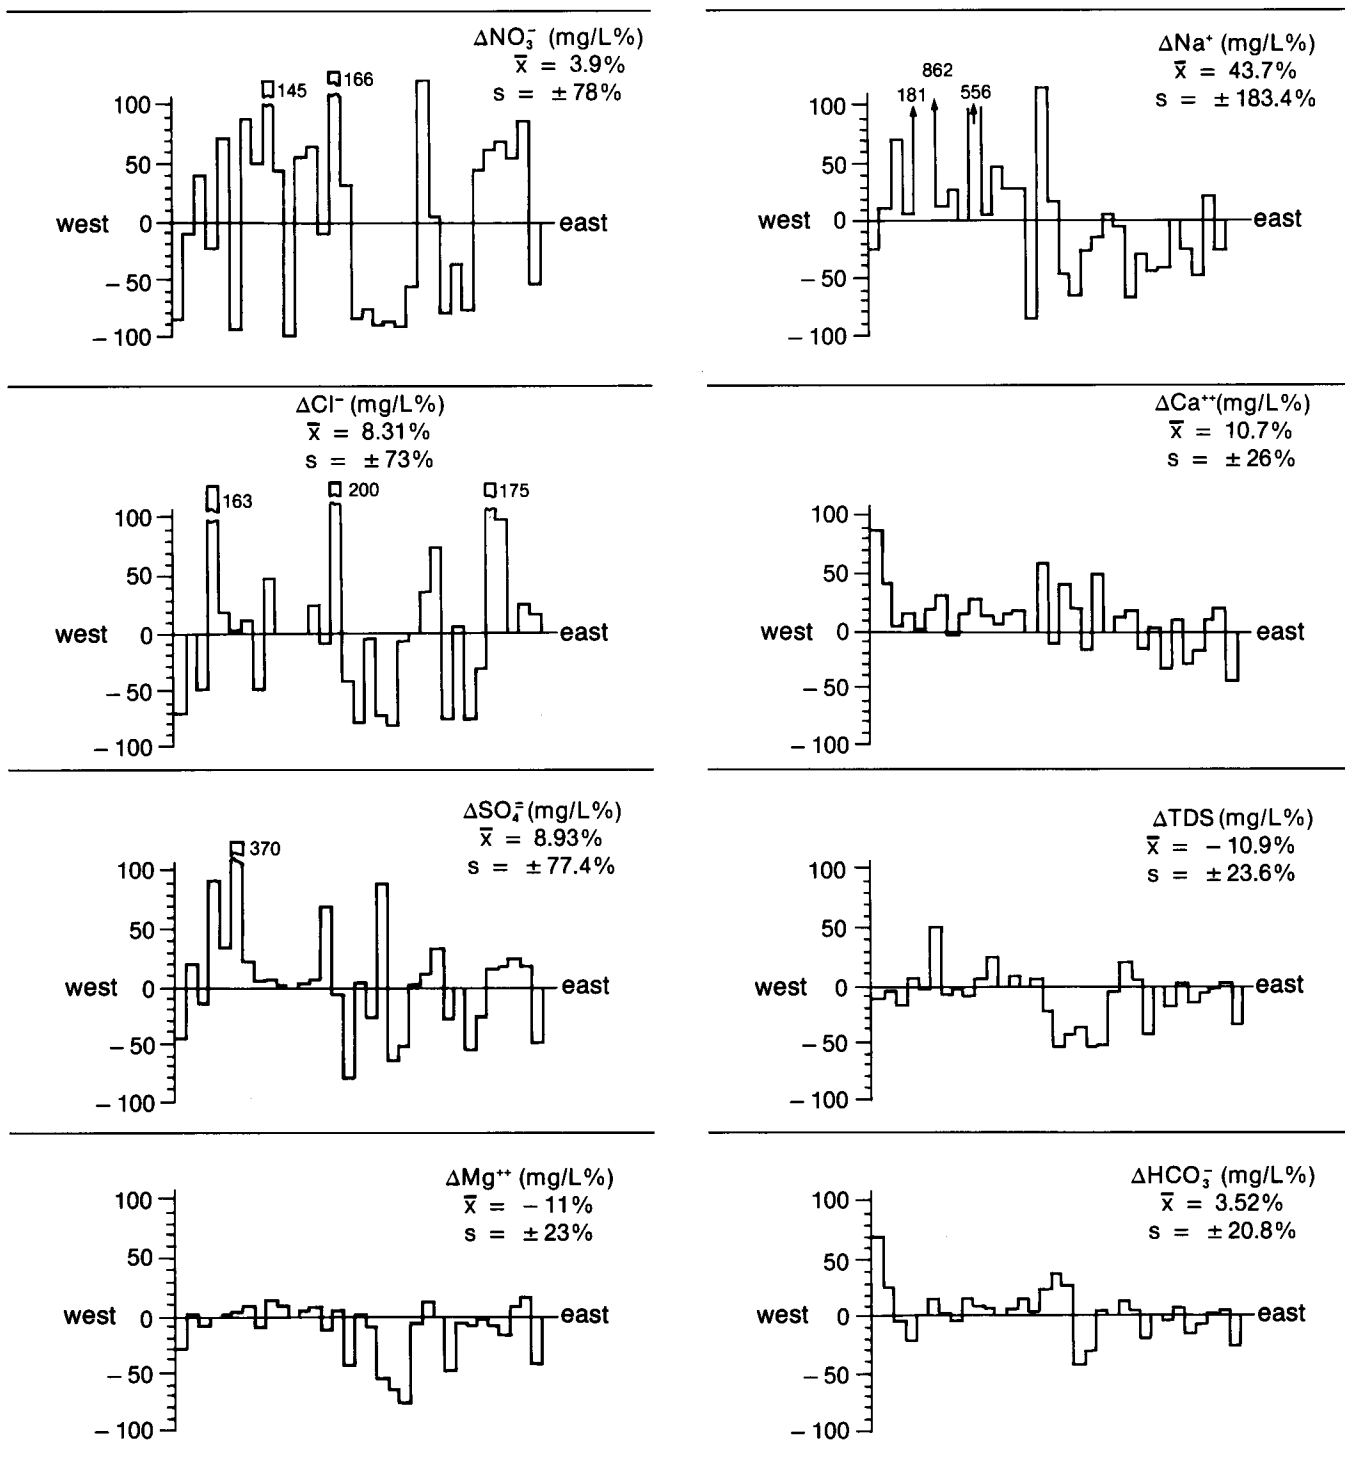 ΔNO₃⁻ (mg/L%)
x̄ = 3.9%
s = ±78%
145
166
100
50
0
− 50
− 100
west
east
ΔNa⁺ (mg/L%)
x̄ = 43.7%
s = ±183.4%
862
181
556
100
50
0
− 50
− 100
west
east
ΔCl⁻ (mg/L%)
x̄ = 8.31%
s = ±73%
163
200
175
100
50
0
− 50
− 100
west
east
ΔCa⁺⁺(mg/L%)
x̄ = 10.7%
s = ±26%
100
50
0
− 50
− 100
west
east
ΔSO₄⁼(mg/L%)
x̄ = 8.93%
s = ±77.4%
370
100
50
0
− 50
− 100
west
east
ΔTDS (mg/L%)
x̄ = − 10.9%
s = ±23.6%
100
50
0
− 50
− 100
west
east
ΔMg⁺⁺ (mg/L%)
x̄ = − 11%
s = ±23%
100
50
0
− 50
− 100
west
east
ΔHCO₃⁻ (mg/L%)
x̄ = 3.52%
s = ±20.8%
100
50
0
− 50
− 100
west
east